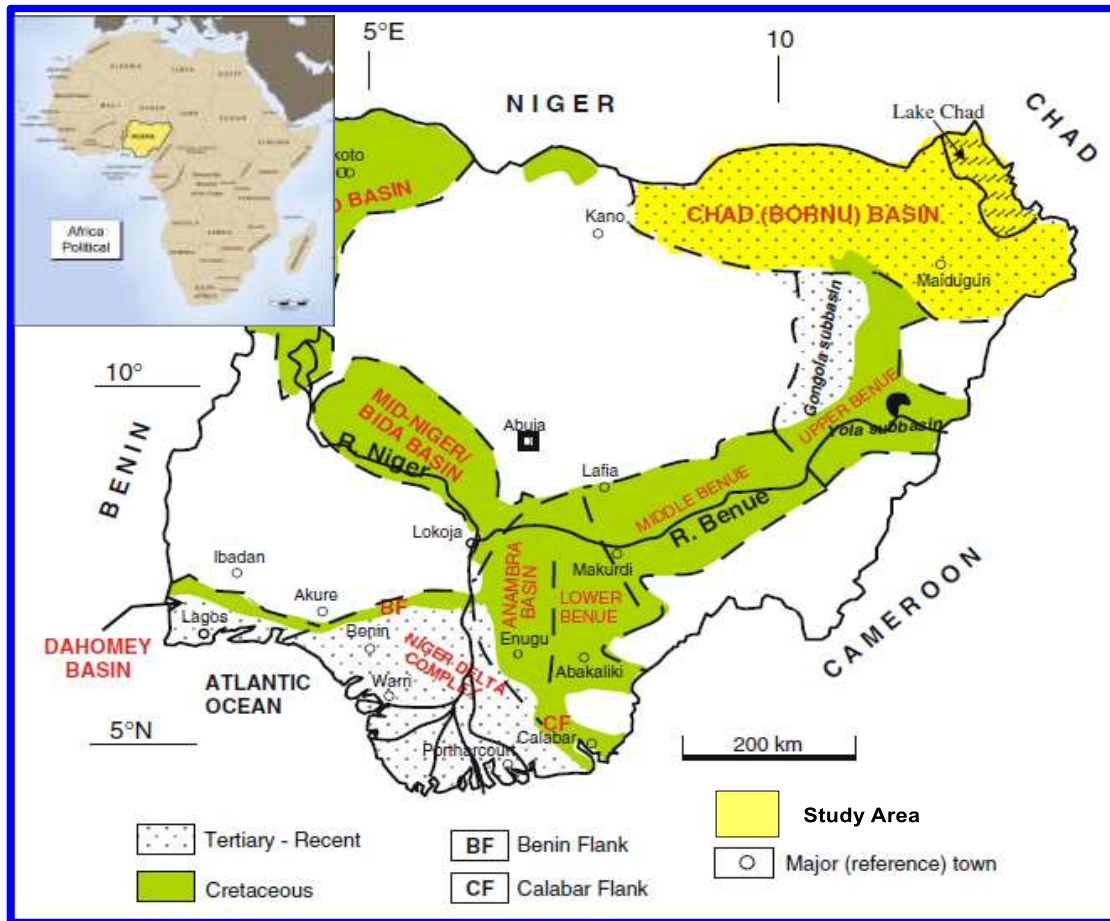 5°E
10
NIGER
CHAD
Lake Chad
Africa:
Political
koto
BASIN
Kano
CHAD (BORNU) BASIN
Maiduguri
Gongola subbasin
10°
BENIN
MID-NIGER/
BIDA BASIN
R. Niger
Abuja
UPPER BENUE
Yola subbasin
Lafia
MIDDLE BENUE
R. Benue
Lokoja
Makurdi
Ibadan
Akure
BF
ANAMBRA
BASIN
LOWER
BENUE
CAMEROON
Lagos
Benin
Enugu
Abakaliki
DAHOMEY
BASIN
NIGER DELTA
COMPLEX
Warri
ATLANTIC
OCEAN
CF
Calabar
5°N
Portharcourt
200 km
Tertiary - Recent
BF Benin Flank
Study Area
Cretaceous
CF Calabar Flank
Major (reference) town